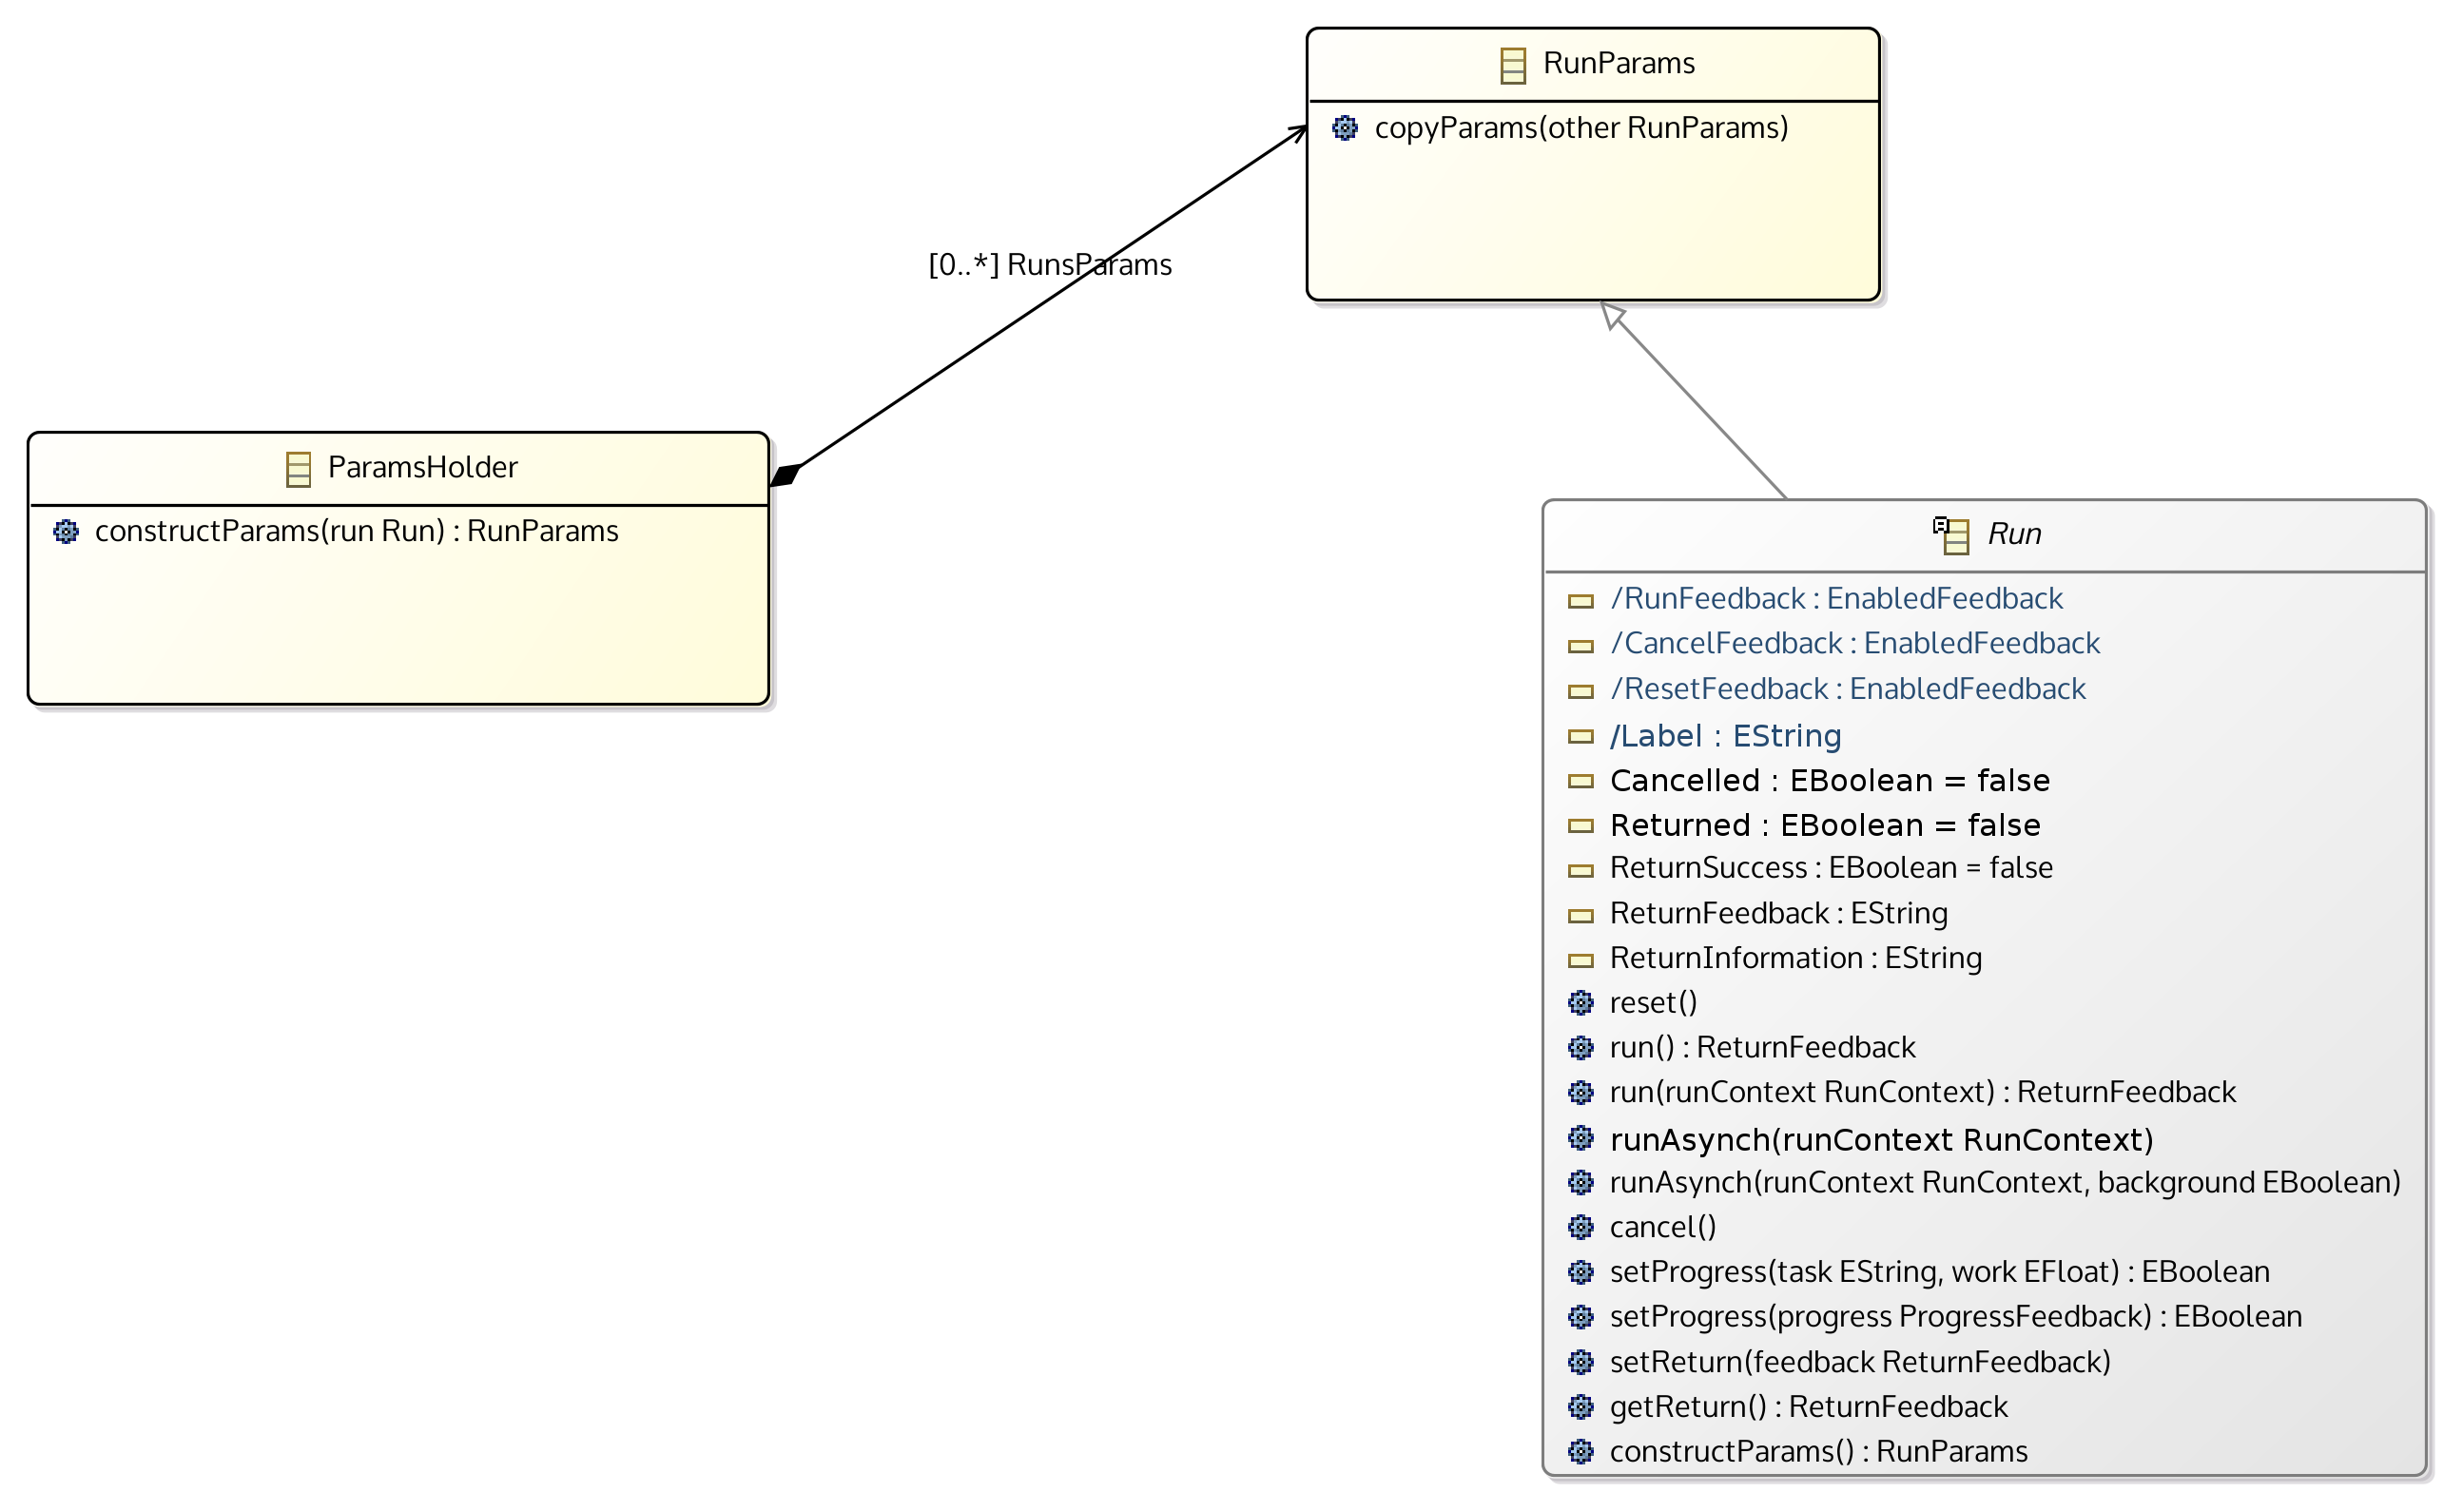 RunParams
copyParams(other RunParams)
[0..*] RunsParams
ParamsHolder
constructParams(run Run) : RunParams
Run
/RunFeedback : EnabledFeedback
/CancelFeedback : EnabledFeedback
/ResetFeedback : EnabledFeedback
/Label : EString
Cancelled : EBoolean = false
Returned : EBoolean = false
ReturnSuccess : EBoolean = false
ReturnFeedback : EString
ReturnInformation : EString
reset()
run() : ReturnFeedback
run(runContext RunContext) : ReturnFeedback
runAsynch(runContext RunContext)
runAsynch(runContext RunContext, background EBoolean)
cancel()
setProgress(task EString, work EFloat) : EBoolean
setProgress(progress ProgressFeedback) : EBoolean
setReturn(feedback ReturnFeedback)
getReturn() : ReturnFeedback
constructParams() : RunParams